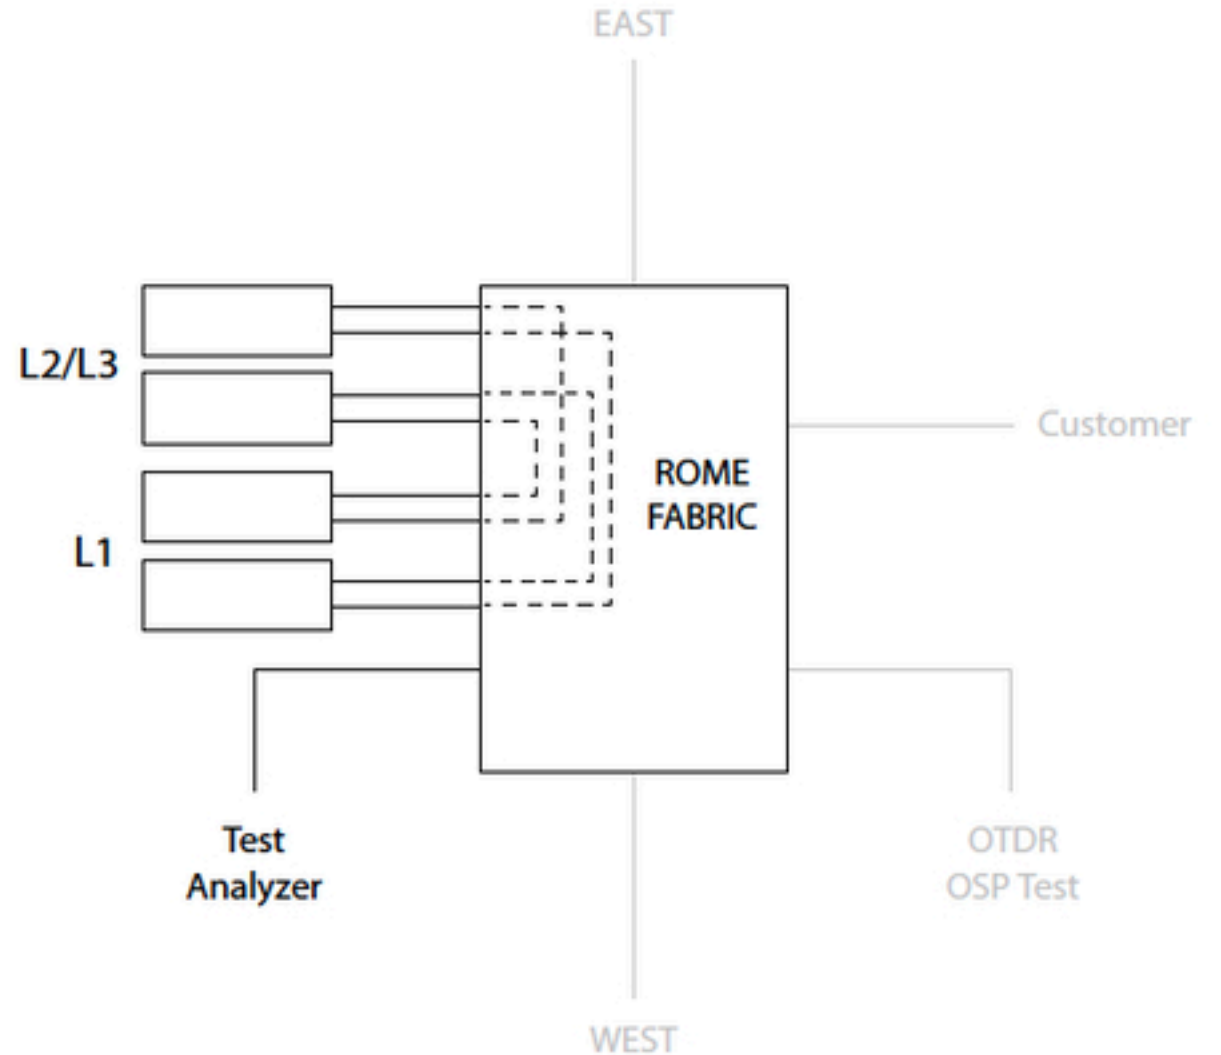 EAST
L2/L3
Customer
ROME
FABRIC
L1
Test
Analyzer
OTDR
OSP Test
WEST